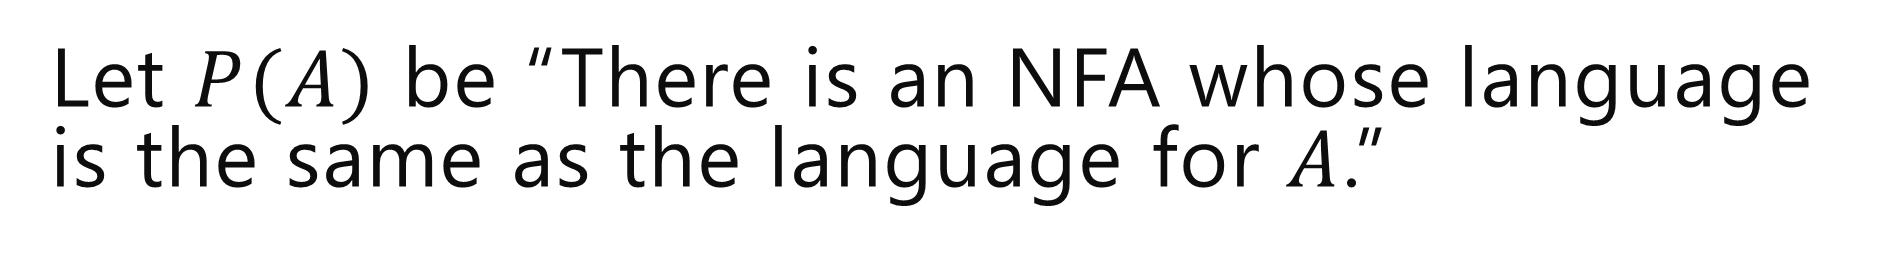 Let P(A) be “There is an NFA whose language
is the same as the language for A.”